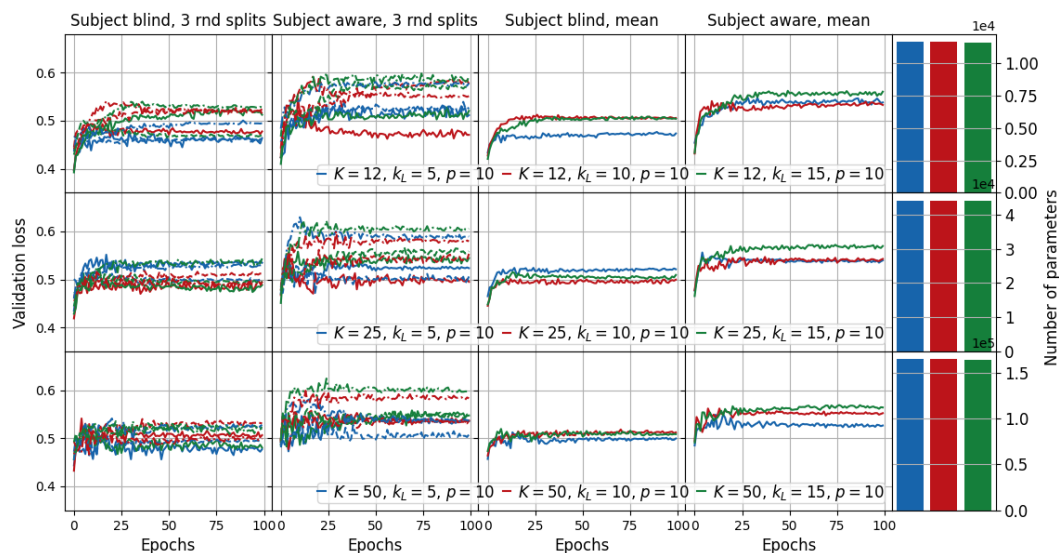 Subject blind, 3 rnd splits Subject aware, 3 rnd splits Subject blind, mean Subject aware, mean 1e4
0.6
0.5
0.4
1.00
0.75
0.50
0.25
0.00
K = 12, k_L = 5, p = 10 K = 12, k_L = 10, p = 10 K = 12, k_L = 15, p = 10
1e4
0.6
0.5
0.4
4
3
2
1
0
K = 25, k_L = 5, p = 10 K = 25, k_L = 10, p = 10 K = 25, k_L = 15, p = 10
1e5
0.6
0.5
0.4
1.5
1.0
0.5
0.0
K = 50, k_L = 5, p = 10 K = 50, k_L = 10, p = 10 K = 50, k_L = 15, p = 10
Validation loss
Number of parameters
0 25 50 75 100 0 25 50 75 100 0 25 50 75 100 0 25 50 75 100
Epochs Epochs Epochs Epochs